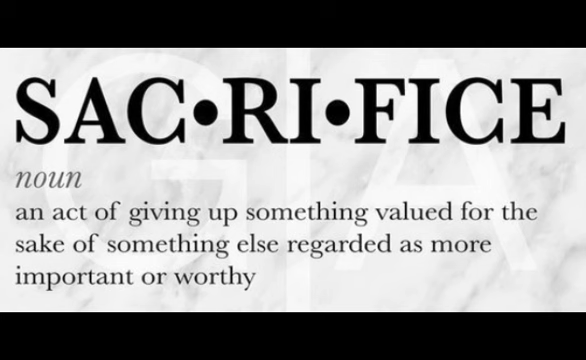 SAC•RI•FICE
noun
an act of giving up something valued for the
sake of something else regarded as more
important or worthy
GIA